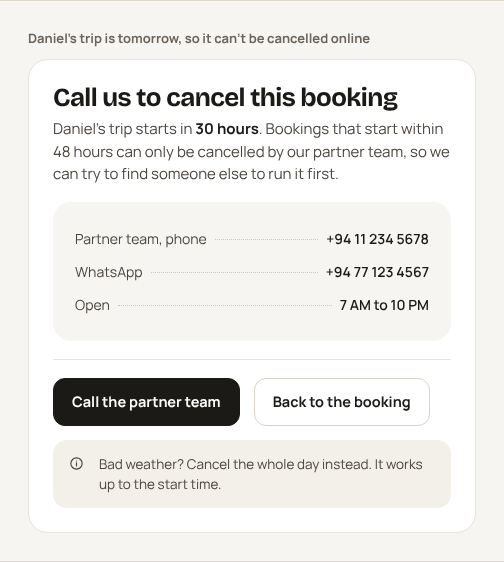 Daniel's trip is tomorrow, so it can't be cancelled online
Call us to cancel this booking
Daniel's trip starts in 30 hours. Bookings that start within
48 hours can only be cancelled by our partner team, so we
can try to find someone else to run it first.
Partner team, phone +94 11 234 5678
WhatsApp +94 77 123 4567
Open 7 AM to 10 PM
Call the partner team Back to the booking
Bad weather? Cancel the whole day instead. It works
up to the start time.